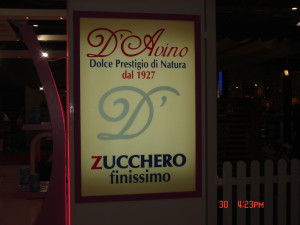 D'Avino
Dolce Prestigio di Natura
dal 1927
D'
ZUCCHERO
finissimo
30 4:23PM